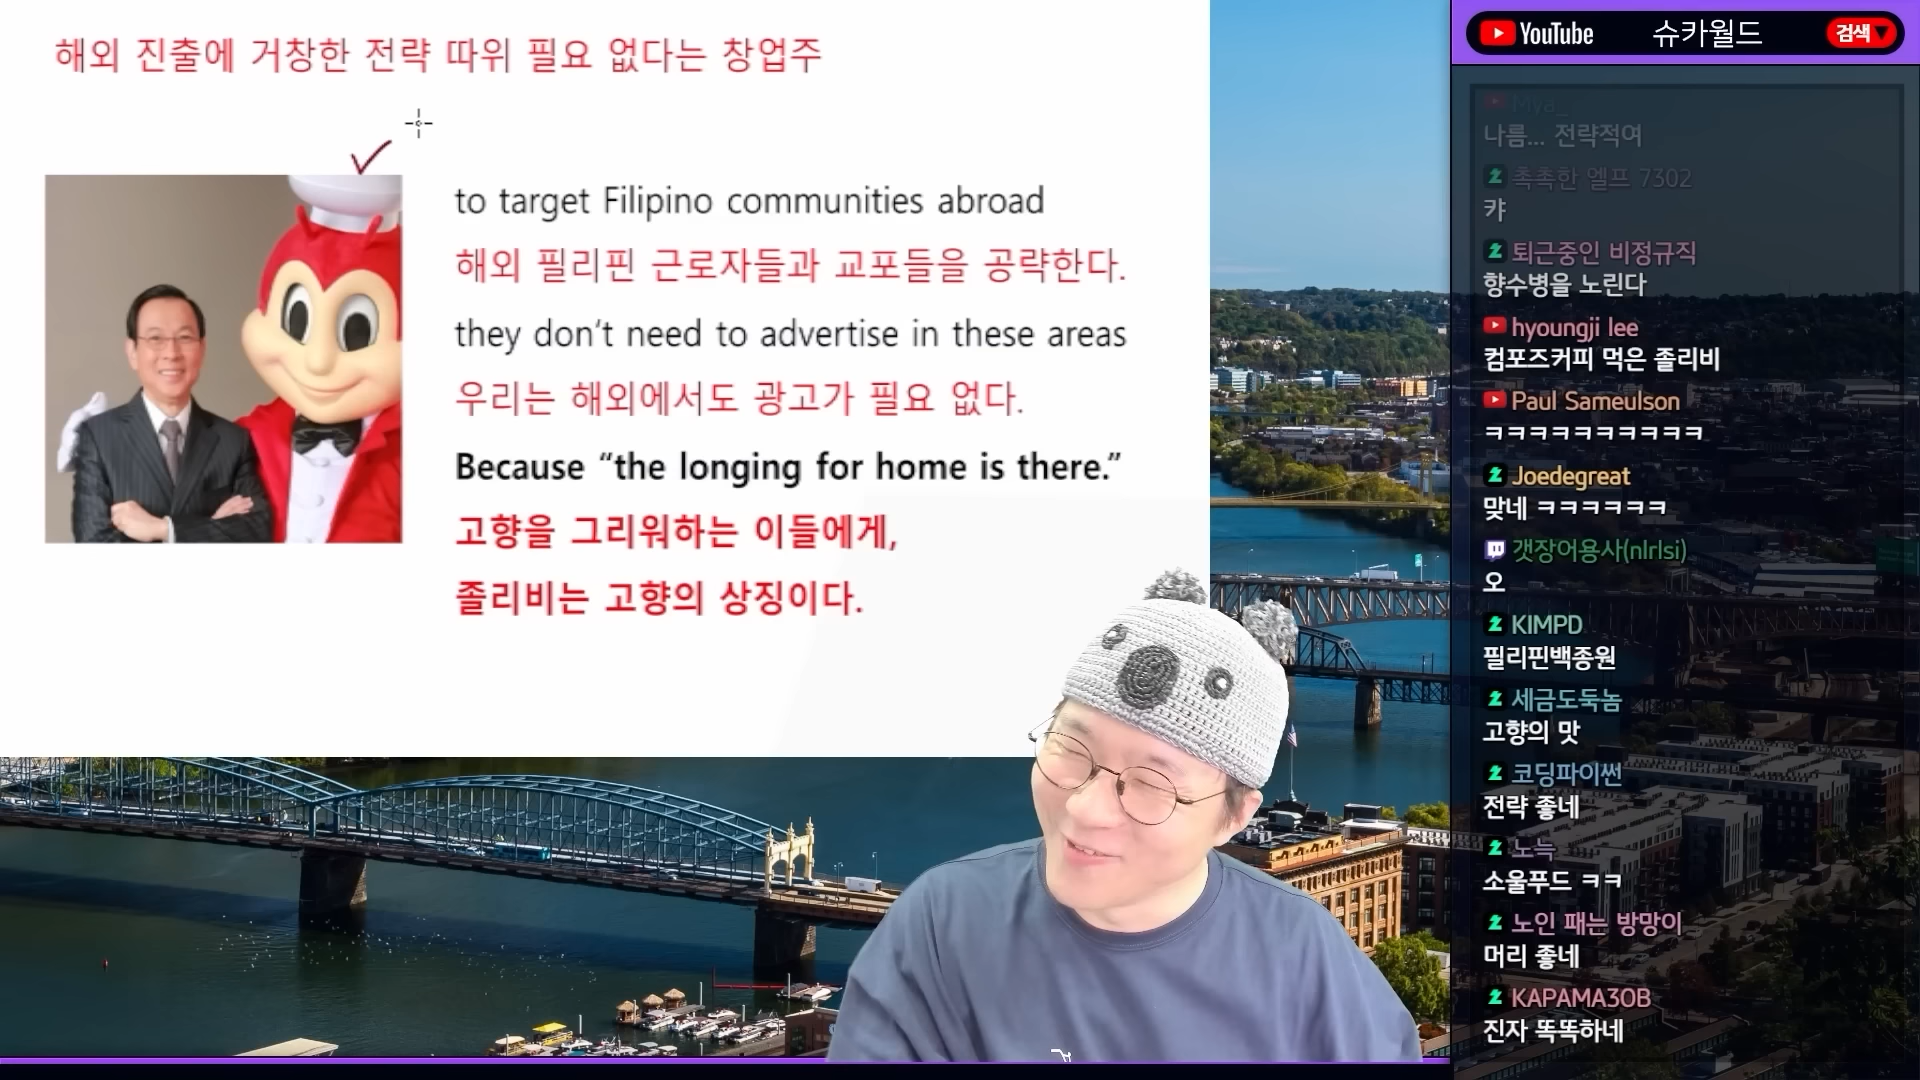 해외 진출에 거창한 전략 따위 필요 없다는 창업주
to target Filipino communities abroad
해외 필리핀 근로자들과 교포들을 공략한다.
they don't need to advertise in these areas
우리는 해외에서도 광고가 필요 없다.
Because “the longing for home is there.”
고향을 그리워하는 이들에게,
졸리비는 고향의 상징이다.
YouTube 슈카월드 검색
Mya_
나름... 전략적여
촉촉한 엘프 7302
캬
퇴근중인 비정규직
향수병을 노린다
hyoungji lee
컴포즈커피 먹은 졸리비
Paul Sameulson
ㅋㅋㅋㅋㅋㅋㅋㅋㅋㅋ
Joedegreat
맞네 ㅋㅋㅋㅋㅋㅋ
갯장어용사(nlrlsi)
오
KIMPD
필리핀백종원
세금도둑놈
고향의 맛
코딩파이썬
전략 좋네
노늑
소울푸드 ㅋㅋ
노인 패는 방망이
머리 좋네
KAPAMA3OB
진자 똑똑하네